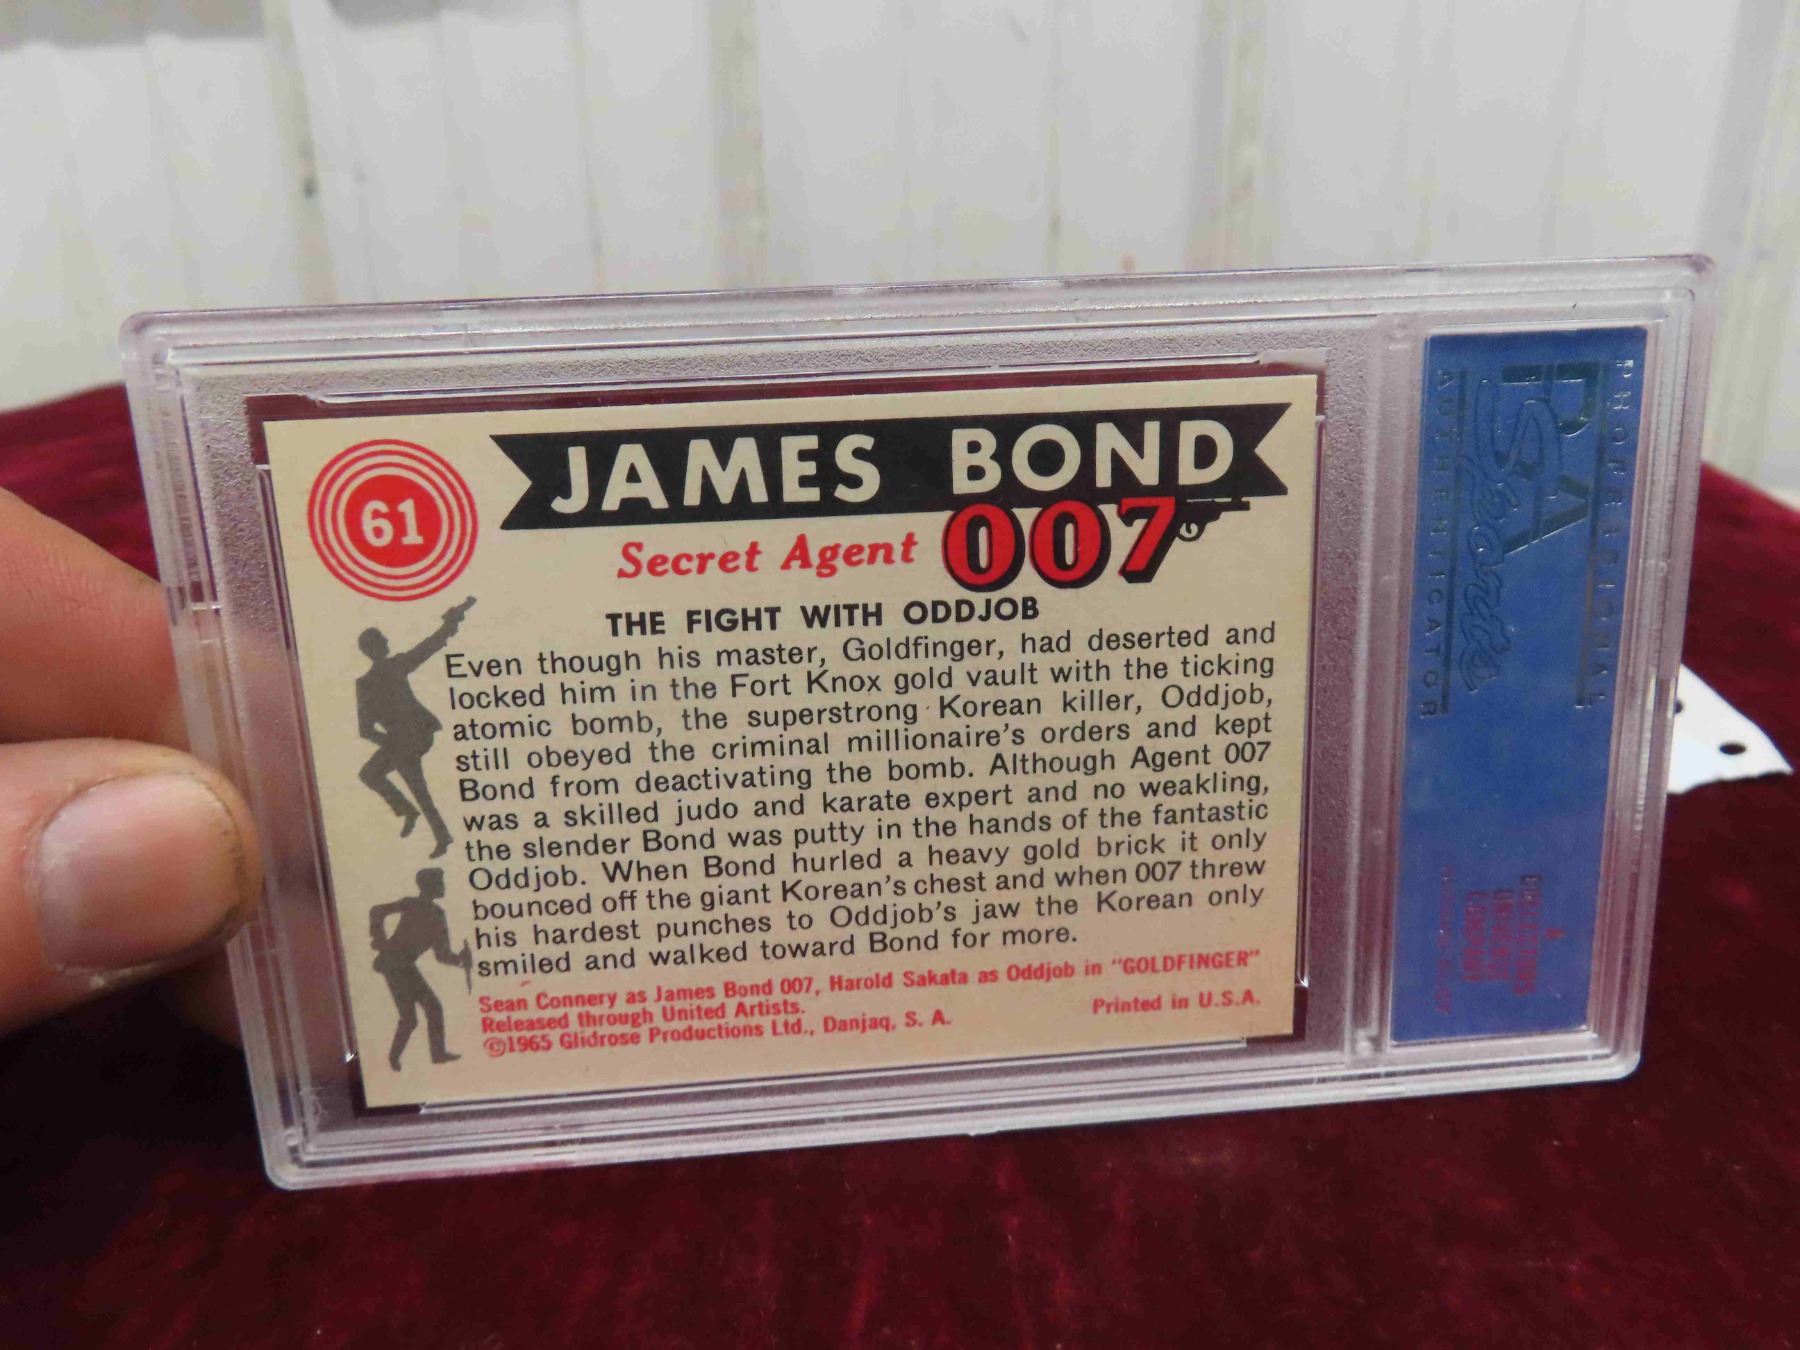 61
JAMES BOND
Secret Agent 007
THE FIGHT WITH ODDJOB
Even though his master, Goldfinger, had deserted and
locked him in the Fort Knox gold vault with the ticking
atomic bomb, the superstrong Korean killer, Oddjob,
still obeyed the criminal millionaire's orders and kept
Bond from deactivating the bomb. Although Agent 007
was a skilled judo and karate expert and no weakling,
the slender Bond was putty in the hands of the fantastic
Oddjob. When Bond hurled a heavy gold brick it only
bounced off the giant Korean's chest and when 007 threw
his hardest punches to Oddjob's jaw the Korean only
smiled and walked toward Bond for more.
Sean Connery as James Bond 007, Harold Sakata as Oddjob in "GOLDFINGER"
Released through United Artists.
©1965 Glidrose Productions Ltd., Danjaq, S. A.
Printed in U.S.A.
PROFESSIONAL
PSA
Sports
AUTHENTICATOR
A
COLLECTORS
UNIVERSE
COMPANY